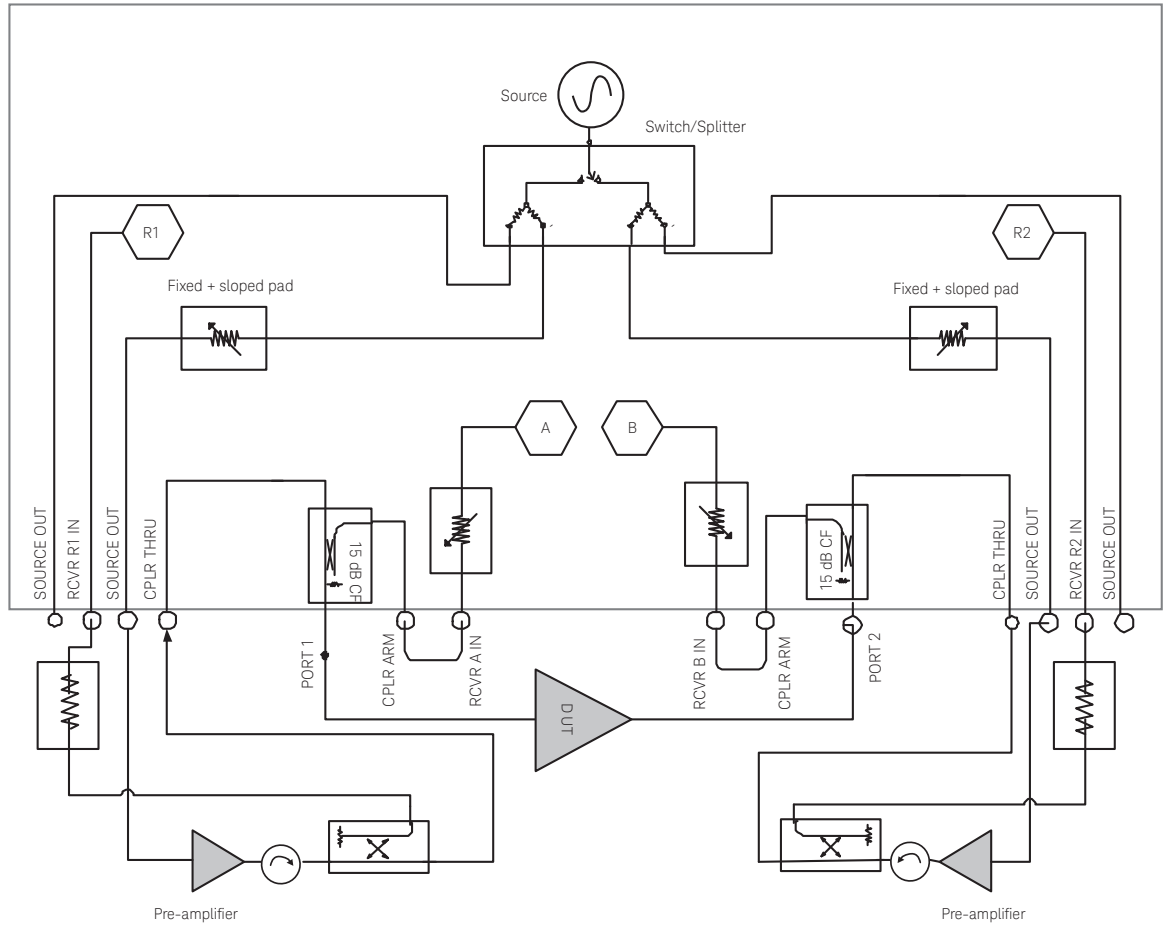 Source
Switch/Splitter
R1
R2
Fixed + sloped pad
Fixed + sloped pad
A
B
SOURCE OUT
RCVR R1 IN
SOURCE OUT
CPLR THRU
15 dB CF
15 dB CF
CPLR THRU
SOURCE OUT
RCVR R2 IN
SOURCE OUT
PORT 1
CPLR ARM
RCVR A IN
RCVR B IN
CPLR ARM
PORT 2
DUT
Pre-amplifier
Pre-amplifier